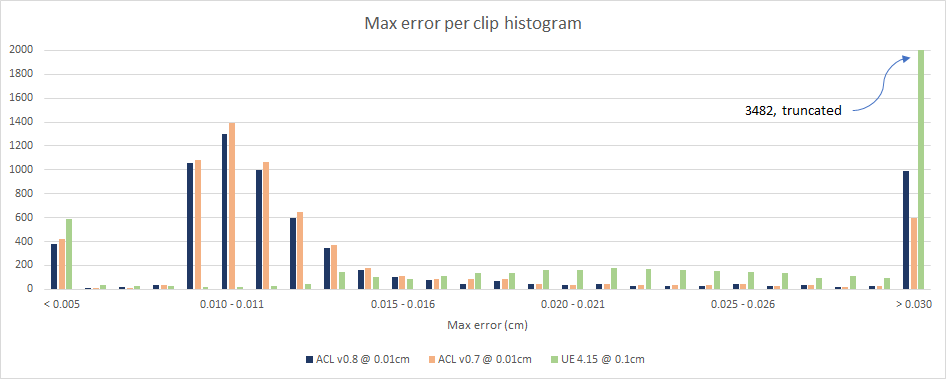 Max error per clip histogram
2000
1800
1600
1400
1200
1000
800
600
400
200
0
3482, truncated
< 0.005 0.010 - 0.011 0.015 - 0.016 0.020 - 0.021 0.025 - 0.026 > 0.030
Max error (cm)
ACL v0.8 @ 0.01cm ACL v0.7 @ 0.01cm UE 4.15 @ 0.1cm